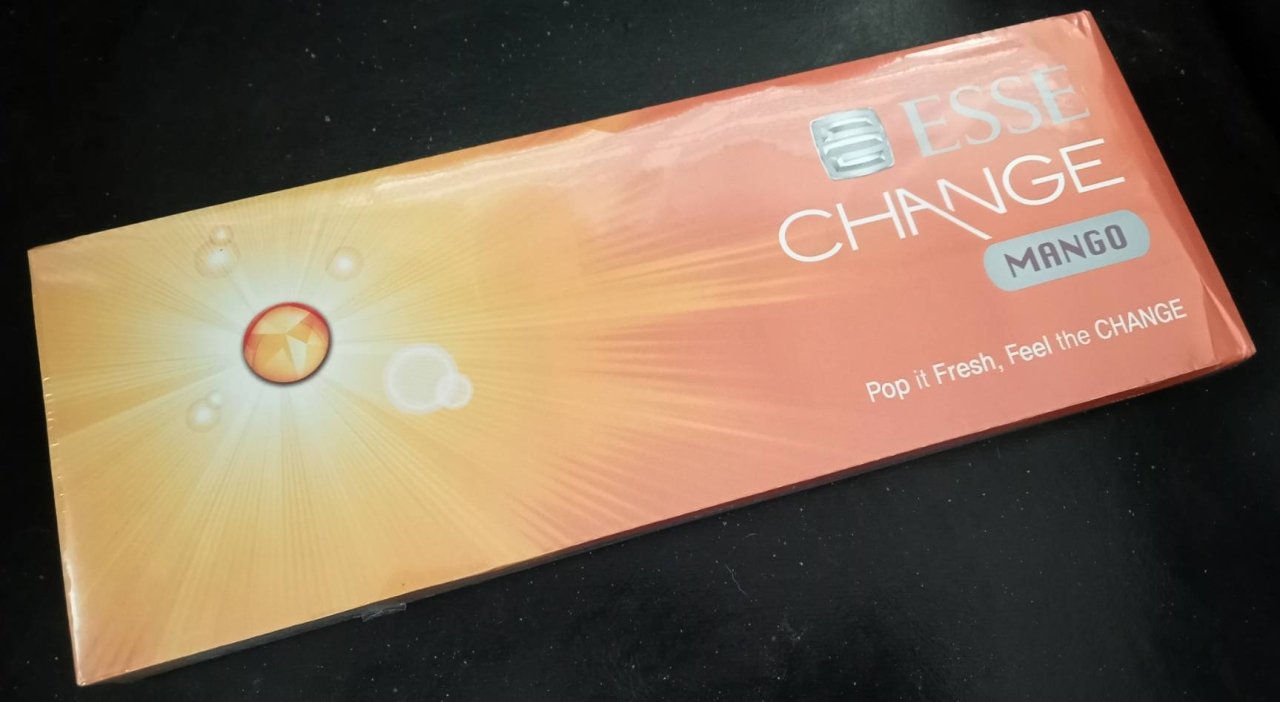 ESSE
CHANGE
MANGO
Pop it Fresh, Feel the CHANGE